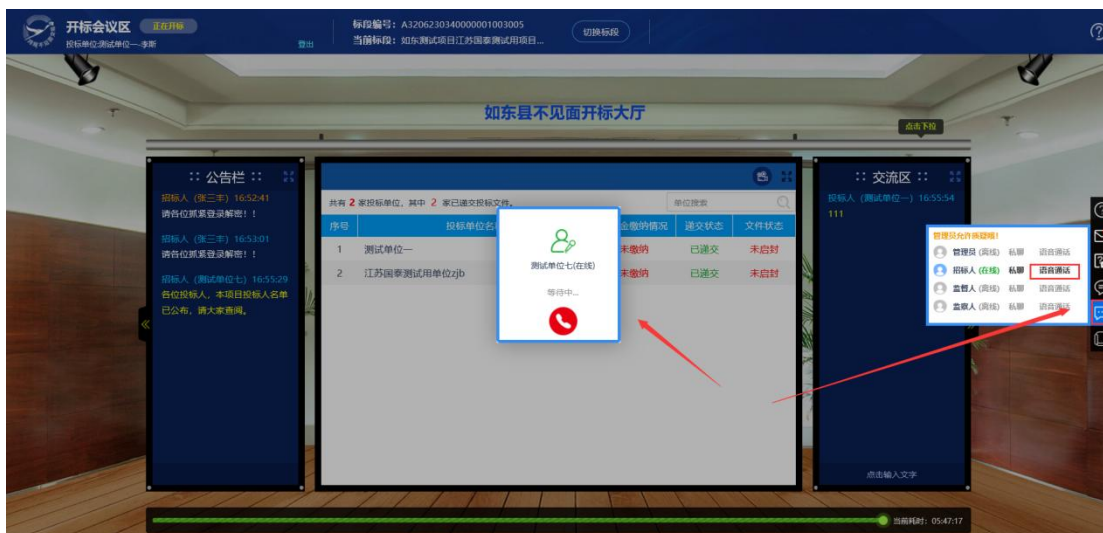 开标会议区 正在开标
投标单位:测试单位一-李斯 登出
标段编号：A3206230340000001003005
当前标段：如东测试项目江苏国泰测试用项目...
切换标段
如东县不见面开标大厅
点击下拉
:: 公告栏 ::
招标人 (张三丰) 16:52:41
请各位抓紧登录解密！！
招标人 (张三丰) 16:53:01
请各位抓紧登录解密！！
招标人 (测试单位七) 16:55:29
各位投标人，本项目投标人名单
已公布，请大家查阅。
共有 2 家投标单位，其中 2 家已递交投标文件。 单位搜索
序号 投标单位名 金缴纳情况 递交状态 文件状态
1 测试单位一 未缴纳 已递交 未启封
2 江苏国泰测试用单位zjb 未缴纳 已递交 未启封
测试单位七(在线)
等待中...
:: 交流区 ::
投标人 (测试单位一) 16:55:54
111
点击输入文字
管理员 (离线) 私聊 语音通话
招标人 (在线) 私聊 语音通话
监督人 (离线) 私聊 语音通话
监察人 (离线) 私聊 语音通话
当前耗时：05:47:17